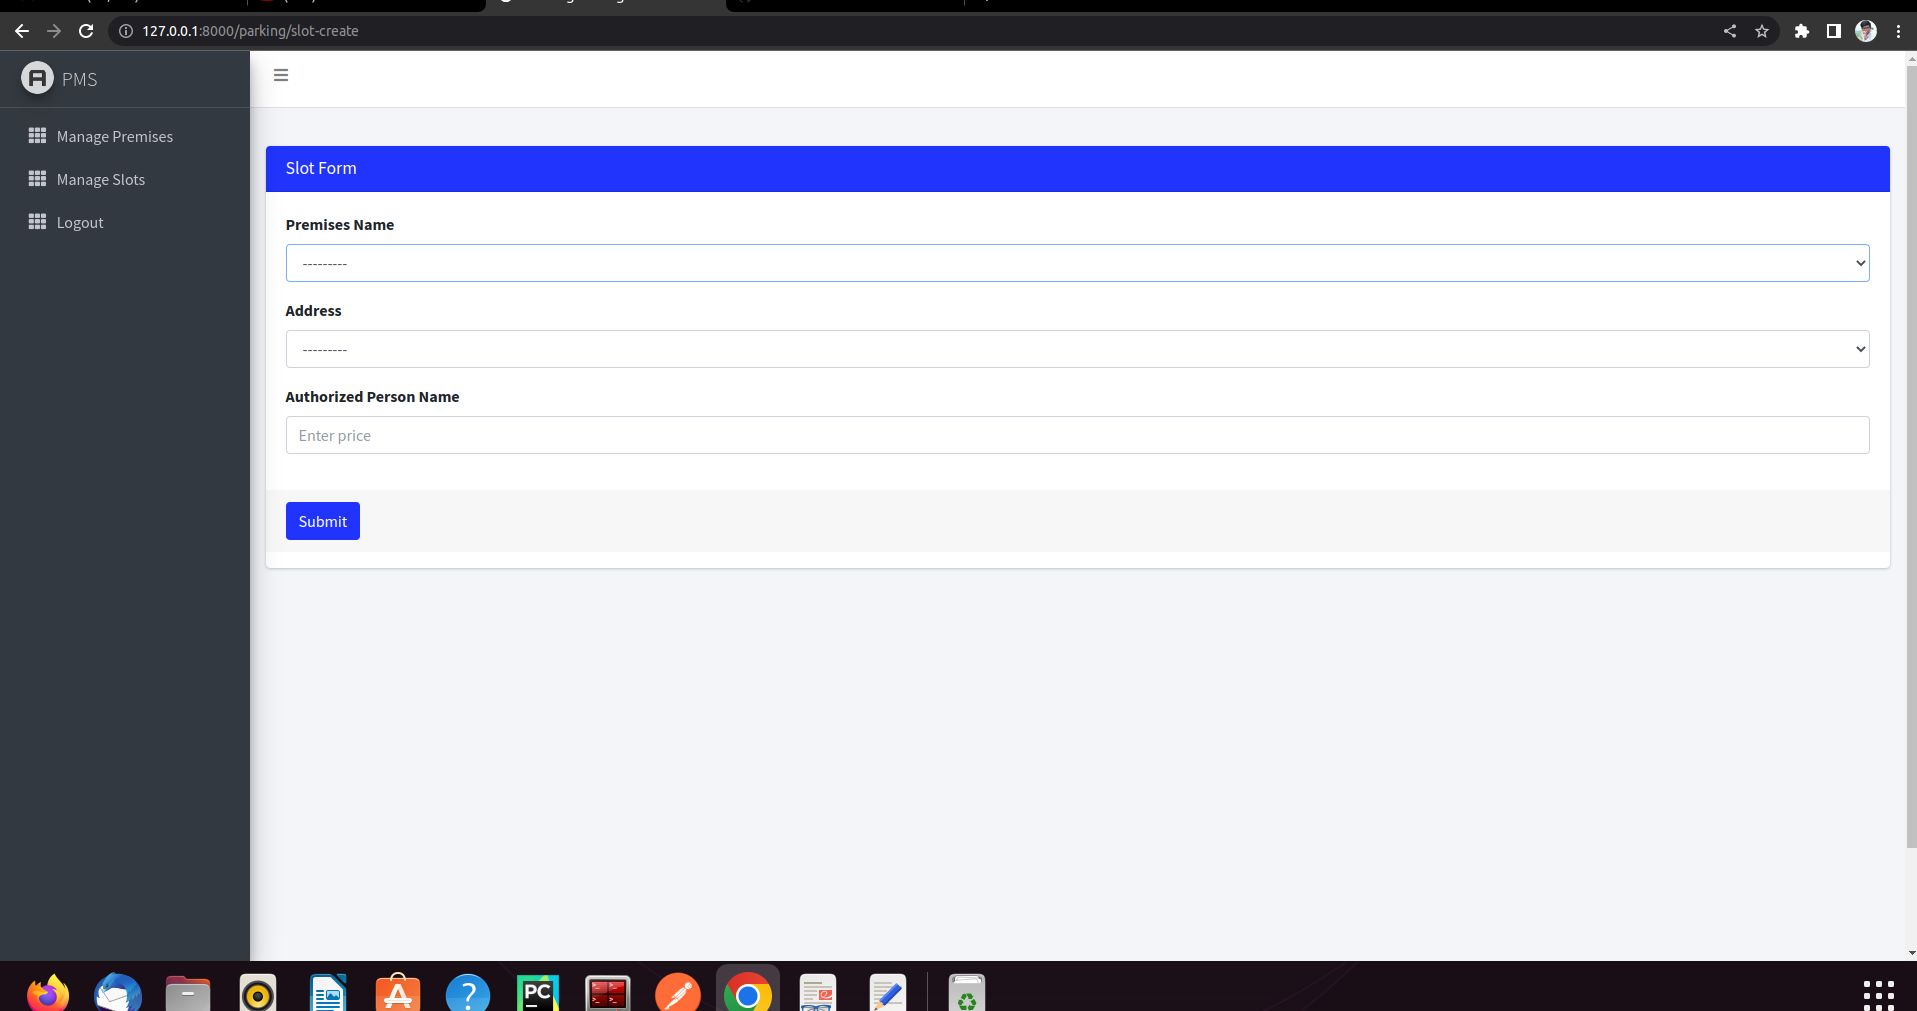 127.0.0.1:8000/parking/slot-create
A PMS
Manage Premises
Manage Slots
Logout
Slot Form
Premises Name
---------
Address
---------
Authorized Person Name
Enter price
Submit
PC